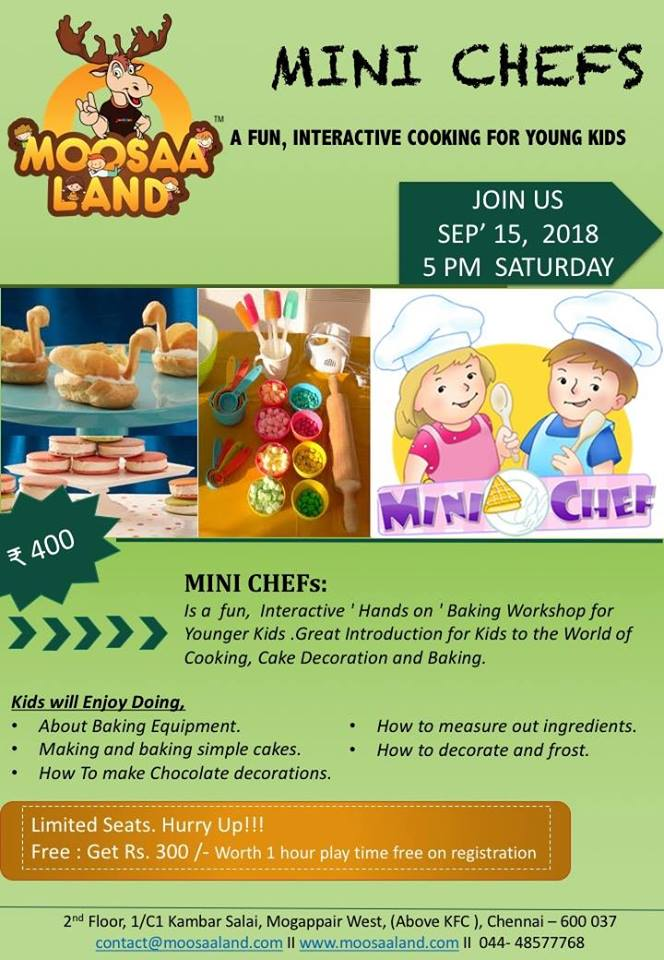 MINI CHEFS
MOOSAA
LAND
TM
A FUN, INTERACTIVE COOKING FOR YOUNG KIDS
JOIN US
SEP’ 15, 2018
5 PM SATURDAY
MINI CHEF
₹ 400
MINI CHEFs:
Is a fun, Interactive ' Hands on ' Baking Workshop for
Younger Kids .Great Introduction for Kids to the World of
Cooking, Cake Decoration and Baking.
Kids will Enjoy Doing,
• About Baking Equipment.
• Making and baking simple cakes.
• How To make Chocolate decorations.
• How to measure out ingredients.
• How to decorate and frost.
Limited Seats. Hurry Up!!!
Free : Get Rs. 300 /- Worth 1 hour play time free on registration
2nd Floor, 1/C1 Kambar Salai, Mogappair West, (Above KFC ), Chennai – 600 037
contact@moosaaland.com II www.moosaaland.com II 044- 48577768